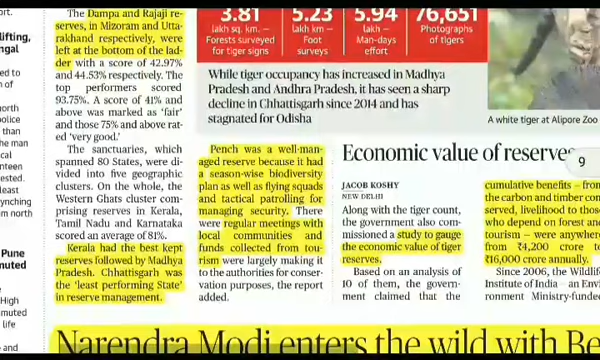 lifting,
ngal
ed to
n of
north
police
than
he man
cal
nteen
ested.
least
ynching
m north
Pune
muted
High
muted
life
and
The Dampa and Rajaji re-
serves, in Mizoram and Utta-
rakhand respectively, were
left at the bottom of the lad-
der with a score of 42.97%
and 44.53% respectively. The
top performers scored
93.75%. A score of 41% and
above was marked as ‘fair’
and those 75% and above rat-
ed ‘very good.’
The sanctuaries, which
spanned 80 States, were di-
vided into five geographic
clusters. On the whole, the
Western Ghats cluster com-
prising reserves in Kerala,
Tamil Nadu and Karnataka
scored an average of 81%.
Kerala had the best kept
reserves followed by Madhya
Pradesh. Chhattisgarh was
the ‘least performing State’
in reserve management.
3.81
lakh sq. km. —
Forests surveyed
for tiger signs
5.23
lakh km —
Foot
surveys
5.94
lakh —
Man-days
effort
76,651
Photographs
of tigers
While tiger occupancy has increased in Madhya
Pradesh and Andhra Pradesh, it has seen a sharp
decline in Chhattisgarh since 2014 and has
stagnated for Odisha
A white tiger at Alipore Zoo
Pench was a well-man-
aged reserve because it had
a season-wise biodiversity
plan as well as flying squads
and tactical patrolling for
managing security. There
were regular meetings with
local communities and
funds collected from tou-
rism were largely making it
to the authorities for conser-
vation purposes, the report
added.
Economic value of reserves
9
JACOB KOSHY
NEW DELHI
Along with the tiger count,
the government also com-
missioned a study to gauge
the economic value of tiger
reserves.
Based on an analysis of
10 of them, the govern-
ment claimed that the
cumulative benefits — from
the carbon and timber con-
served, livelihood to those
who depend on forest and
tourism — were anywhere
from ₹4,200 crore to
₹16,000 crore annually.
Since 2006, the Wildlife
Institute of India — an Envi-
ronment Ministry-funded
Narendra Modi enters the wild with Be